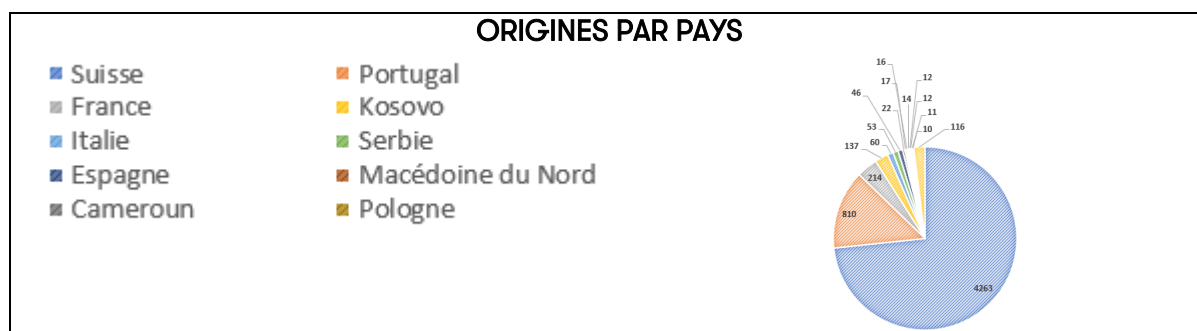 ORIGINES PAR PAYS
Suisse Portugal
France Kosovo
Italie Serbie
Espagne Macédoine du Nord
Cameroun Pologne
16
17
46
14
12
22
12
53
11
60
10
116
137
214
810
4263